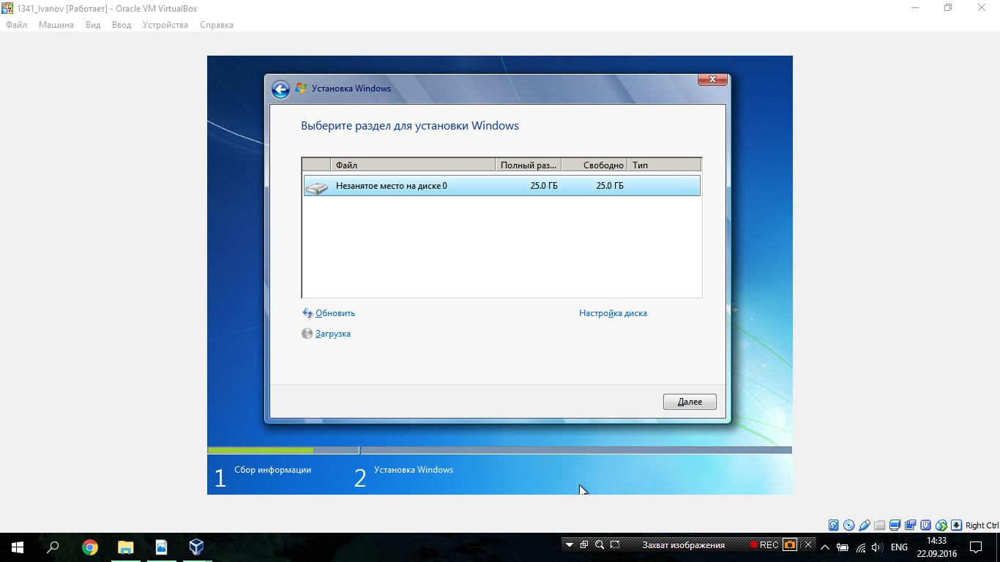 1341_Ivanov [Работает] - Oracle VM VirtualBox
Файл Машина Вид Ввод Устройства Справка
Установка Windows
Выберите раздел для установки Windows
Файл Полный раз... Свободно Тип
Незанятое место на диске 0 25.0 ГБ 25.0 ГБ
Обновить Настройка диска
Загрузка
Далее
1 Сбор информации 2 Установка Windows
Right Ctrl
Захват изображения REC
ENG
14:33
22.09.2016